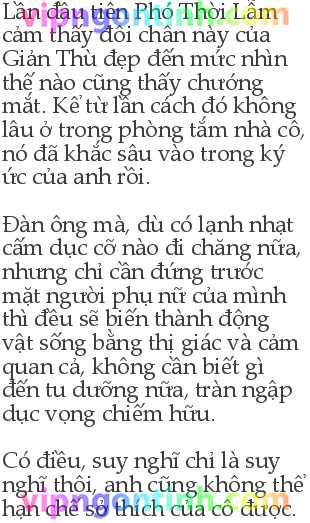 Lần đầu tiên Phó Thời Lẫm
cảm thấy đôi chân này của
Giản Thù đẹp đến mức nhìn
thế nào cũng thấy chướng
mắt. Kể từ lần cách đó không
lâu ở trong phòng tắm nhà cô,
nó đã khắc sâu vào trong ký
ức của anh rồi.
Đàn ông mà, dù có lạnh nhạt
cấm dục cỡ nào đi chăng nữa,
nhưng chỉ cần đứng trước
mặt người phụ nữ của mình
thì đều sẽ biến thành động
vật sống bằng thị giác và cảm
quan cả, không cần biết gì
đến tu dưỡng nữa, tràn ngập
dục vọng chiếm hữu.
Có điều, suy nghĩ chỉ là suy
nghĩ thôi, anh cũng không thể
hạn chế sở thích của cô được.
vipngontinh.com
vipngontinh.com